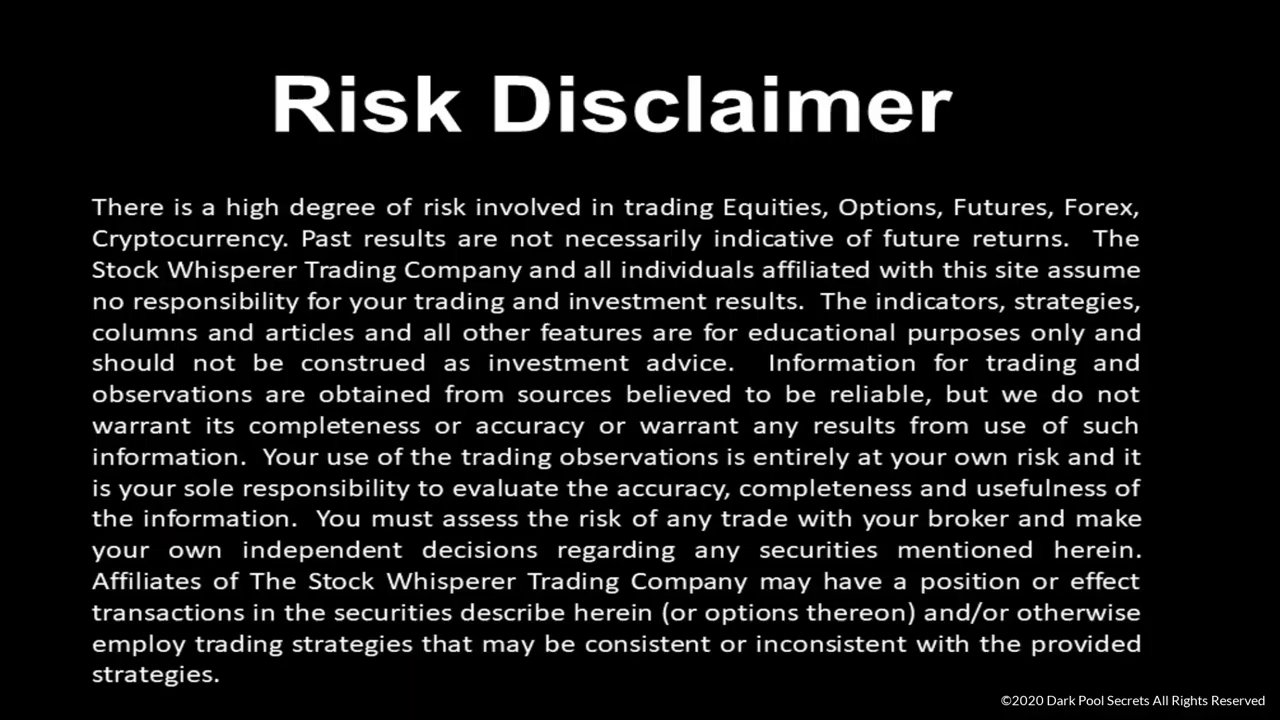 Risk Disclaimer
There is a high degree of risk involved in trading Equities, Options, Futures, Forex,
Cryptocurrency. Past results are not necessarily indicative of future returns. The
Stock Whisperer Trading Company and all individuals affiliated with this site assume
no responsibility for your trading and investment results. The indicators, strategies,
columns and articles and all other features are for educational purposes only and
should not be construed as investment advice. Information for trading and
observations are obtained from sources believed to be reliable, but we do not
warrant its completeness or accuracy or warrant any results from use of such
information. Your use of the trading observations is entirely at your own risk and it
is your sole responsibility to evaluate the accuracy, completeness and usefulness of
the information. You must assess the risk of any trade with your broker and make
your own independent decisions regarding any securities mentioned herein.
Affiliates of The Stock Whisperer Trading Company may have a position or effect
transactions in the securities describe herein (or options thereon) and/or otherwise
employ trading strategies that may be consistent or inconsistent with the provided
strategies.
©2020 Dark Pool Secrets All Rights Reserved